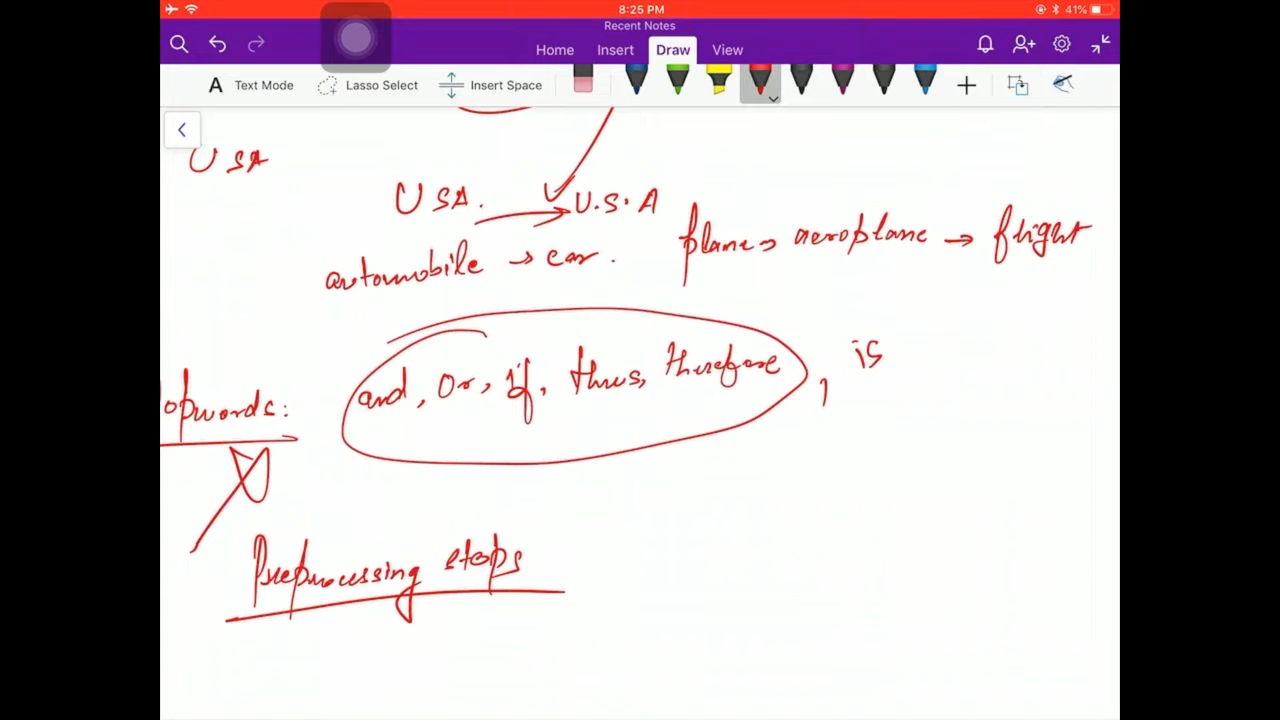 8:25 PM
41%
Recent Notes
Home Insert Draw View
A Text Mode Lasso Select Insert Space
USA
USA. → U.S.A
plane → aeroplane → flight
automobile → car.
opwords: and, or, if, thus, therefore, is
Preprocessing steps